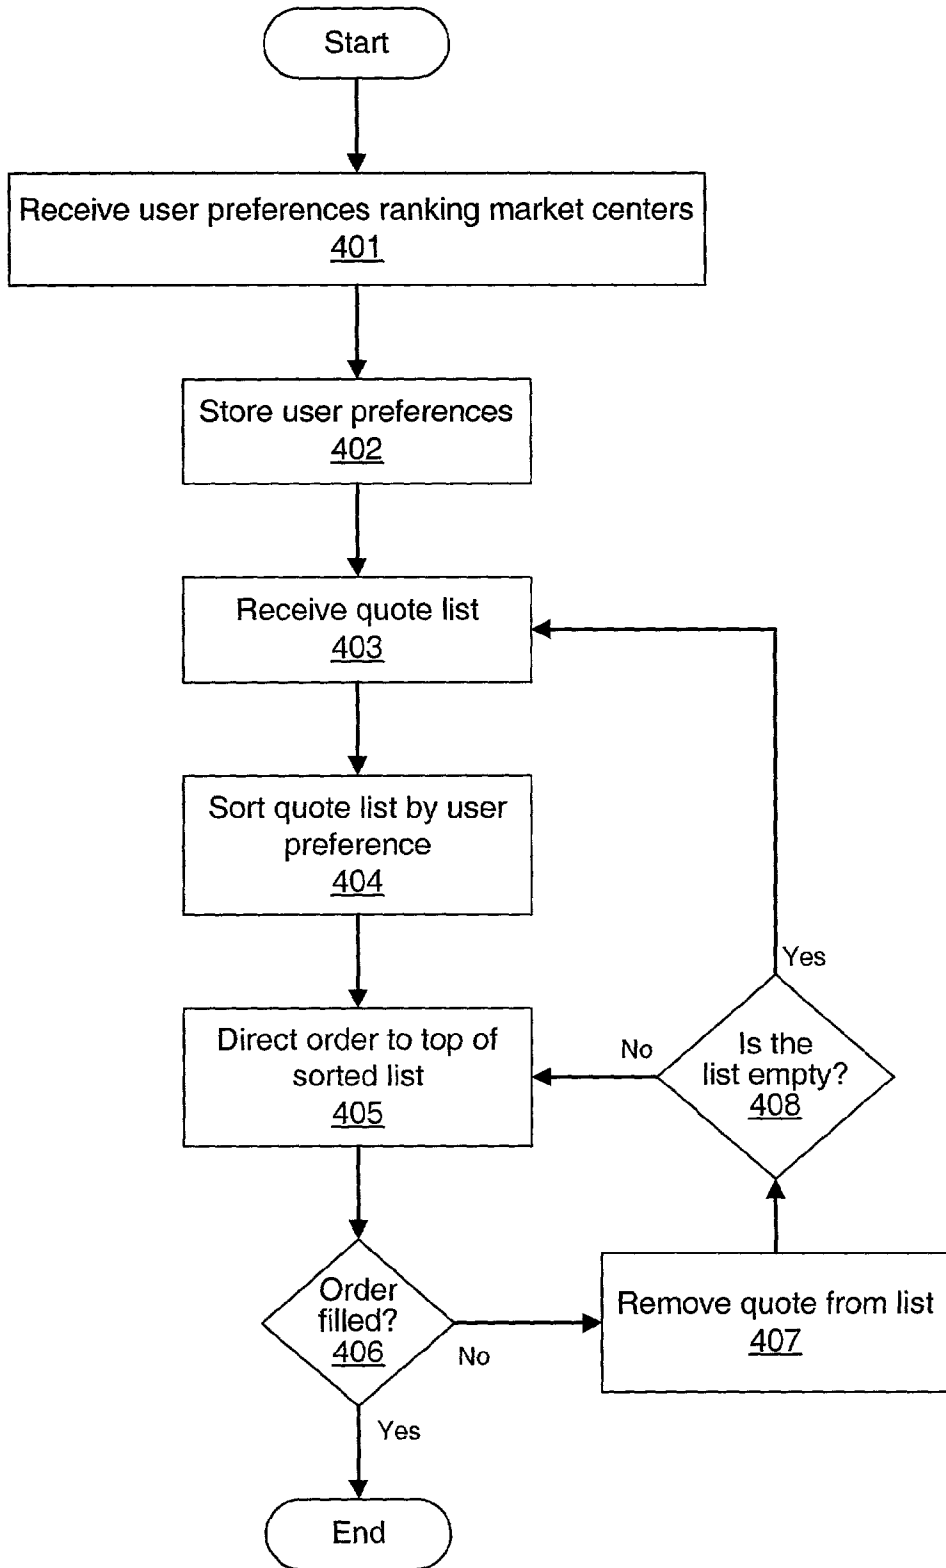 Start
Receive user preferences ranking market centers
401
Store user preferences
402
Receive quote list
403
Sort quote list by user
preference
404
Yes
Direct order to top of
sorted list
405
No
Is the
list empty?
408
Order
filled?
406
No
Remove quote from list
407
Yes
End